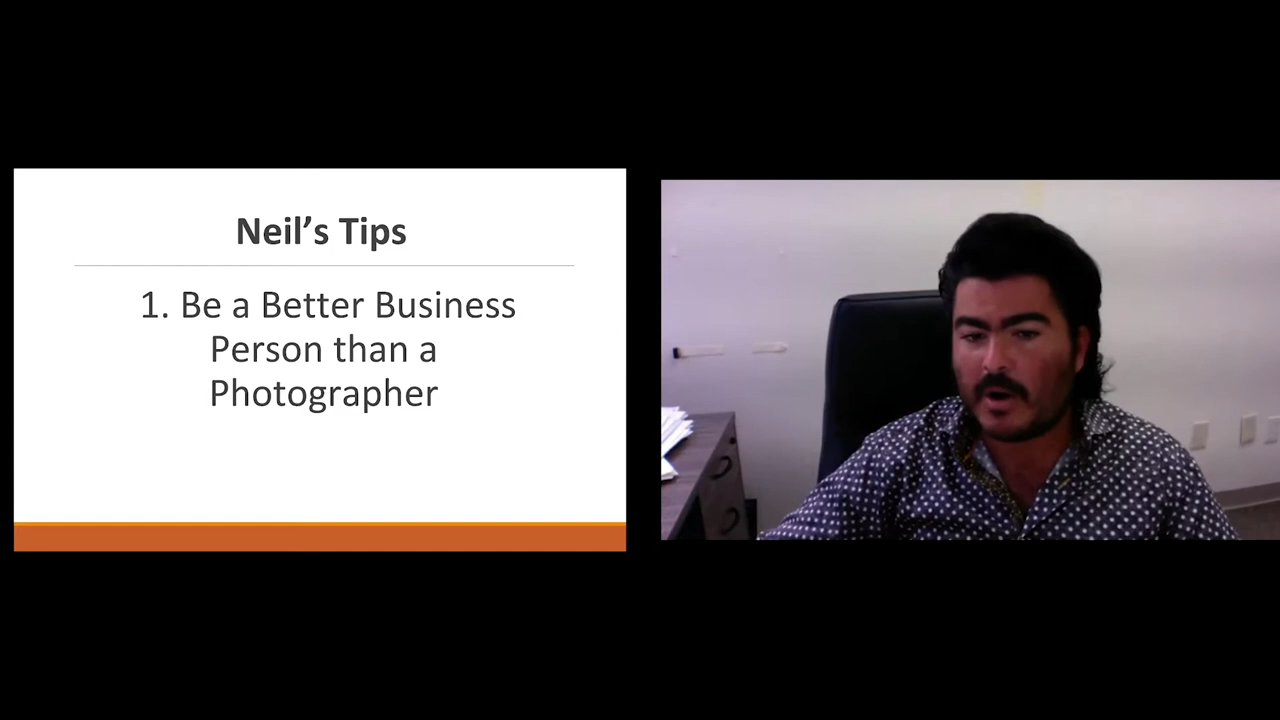 Neil’s Tips
1. Be a Better Business
Person than a
Photographer